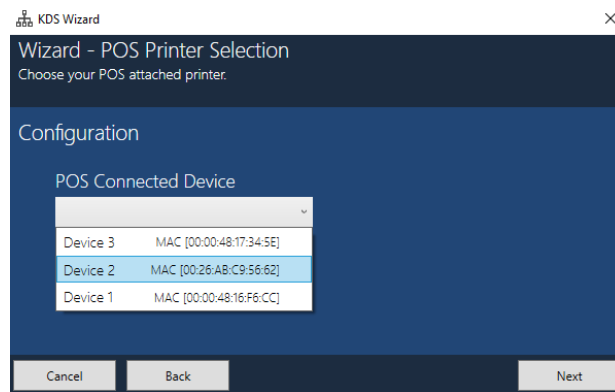 KDS Wizard
Wizard - POS Printer Selection
Choose your POS attached printer.
Configuration
POS Connected Device
Device 3 MAC [00:00:48:17:34:5E]
Device 2 MAC [00:26:AB:C9:56:62]
Device 1 MAC [00:00:48:16:F6:CC]
Cancel Back Next